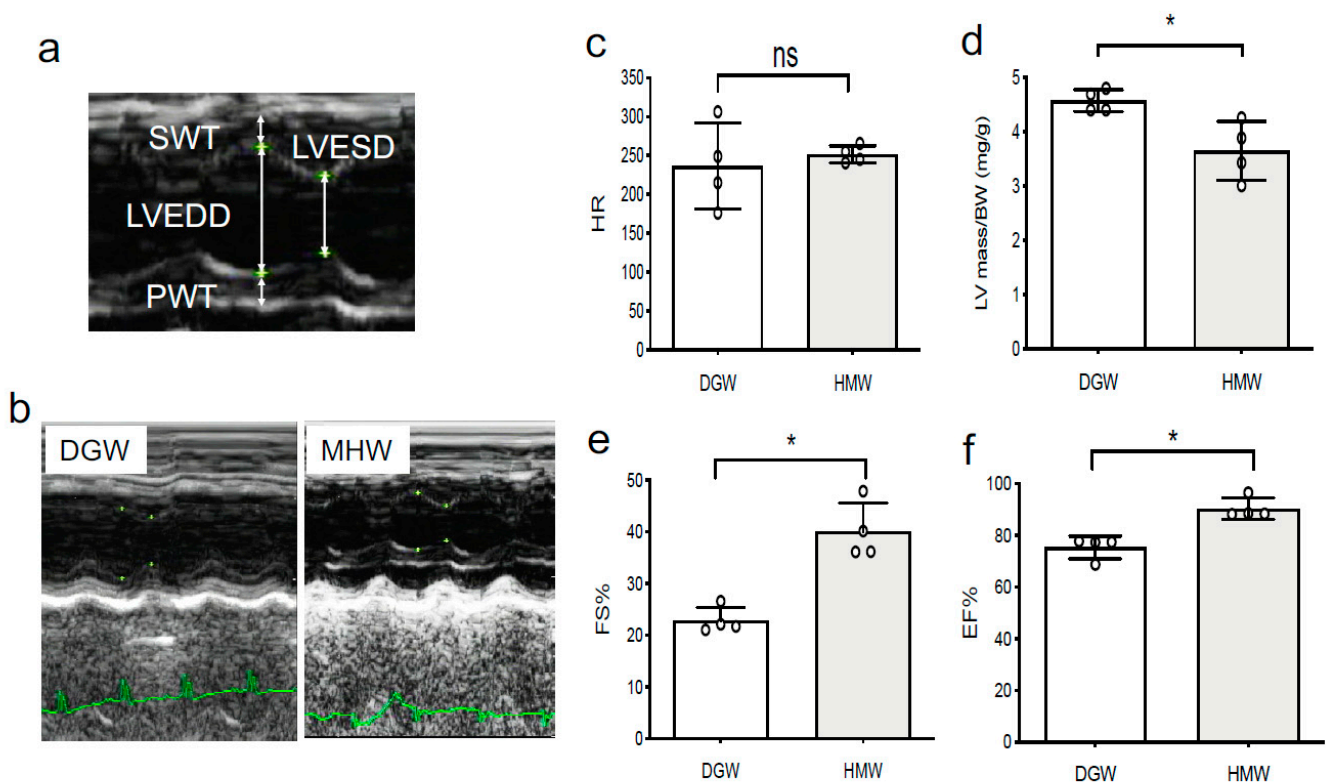 a
SWT
LVESD
LVEDD
PWT
b
DGW
MHW
c
ns
HR
350
300
250
200
150
100
50
0
DGW
HMW
d
*
LV mass/BW (mg/g)
5
4
3
2
1
0
DGW
HMW
e
*
FS%
50
40
30
20
10
0
DGW
HMW
f
*
EF%
100
80
60
40
20
0
DGW
HMW